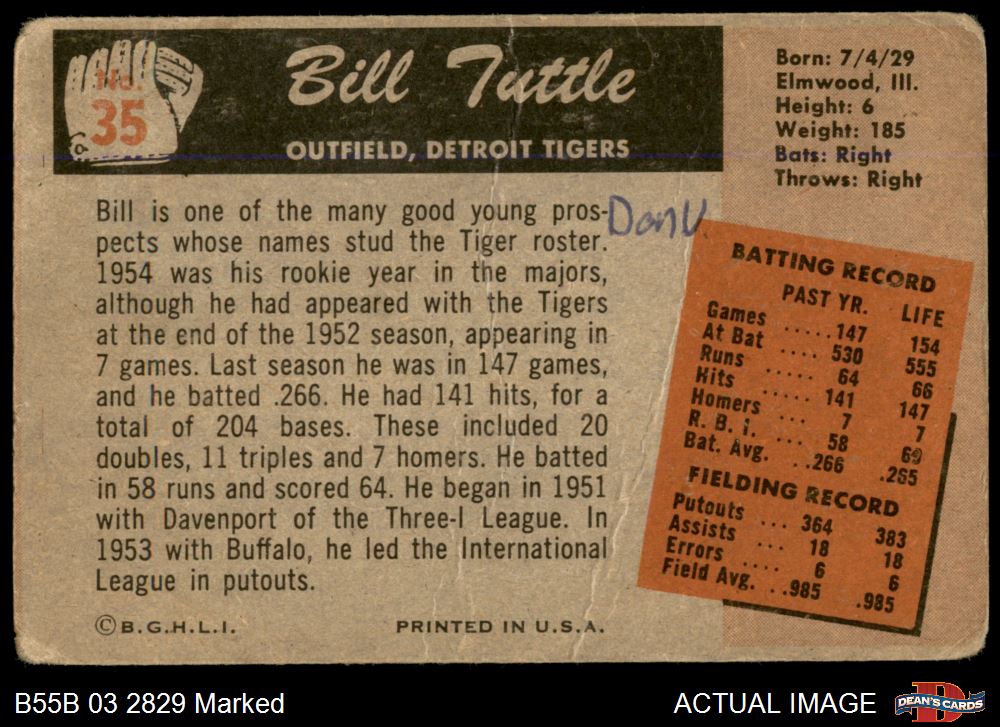 No.
35
Bill Tuttle
OUTFIELD, DETROIT TIGERS
Born: 7/4/29
Elmwood, Ill.
Height: 6
Weight: 185
Bats: Right
Throws: Right
Bill is one of the many good young pros-
pects whose names stud the Tiger roster.
1954 was his rookie year in the majors,
although he had appeared with the Tigers
at the end of the 1952 season, appearing in
7 games. Last season he was in 147 games,
and he batted .266. He had 141 hits, for a
total of 204 bases. These included 20
doubles, 11 triples and 7 homers. He batted
in 58 runs and scored 64. He began in 1951
with Davenport of the Three-I League. In
1953 with Buffalo, he led the International
League in putouts.
Don V.
BATTING RECORD
PAST YR. LIFE
Games ..... 147 154
At Bat .... 530 555
Runs ..... 64 66
Hits ..... 141 147
Homers ... 7 7
R. B. I. ... 58 69
Bat. Avg. ..266 .265
FIELDING RECORD
Putouts ... 364 383
Assists ... 18 18
Errors .... 6 6
Field Avg. ..985 .985
© B.G.H.L.I. PRINTED IN U.S.A.
B55B 03 2829 Marked ACTUAL IMAGE
DEAN'S CARDS